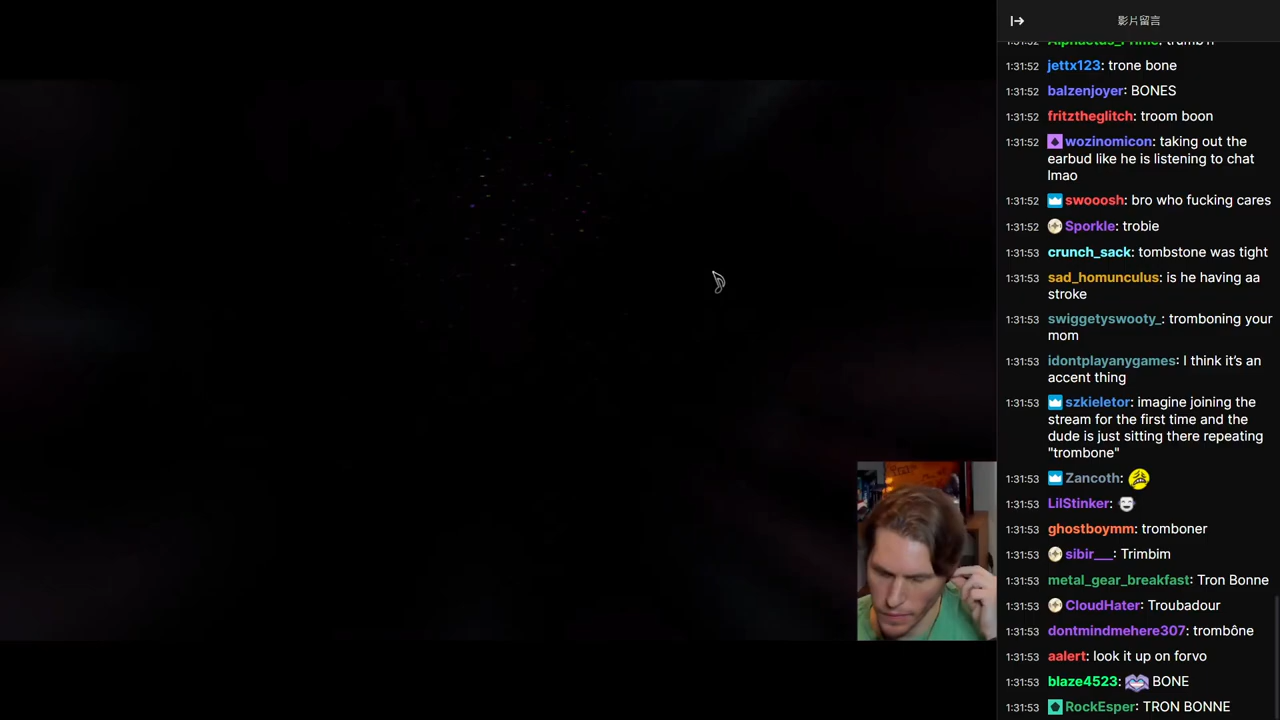 影片留言
1:31:52 Alphaetus_Prime: trumb'n
1:31:52 jettx123: trone bone
1:31:52 balzenjoyer: BONES
1:31:52 fritztheglitch: troom boon
1:31:52 wozinomicon: taking out the
earbud like he is listening to chat
lmao
1:31:52 swooosh: bro who fucking cares
1:31:52 Sporkle: trobie
1:31:53 crunch_sack: tombstone was tight
1:31:53 sad_homunculus: is he having aa
stroke
1:31:53 swiggetyswooty_: tromboning your
mom
1:31:53 idontplayanygames: I think it's an
accent thing
1:31:53 szkieletor: imagine joining the
stream for the first time and the
dude is just sitting there repeating
"trombone"
1:31:53 Zancoth:
1:31:53 LilStinker:
1:31:53 ghostboymm: tromboner
1:31:53 sibir___: Trimbim
1:31:53 metal_gear_breakfast: Tron Bonne
1:31:53 CloudHater: Troubadour
1:31:53 dontmindmehere307: trombône
1:31:53 aalert: look it up on forvo
1:31:53 blaze4523: BONE
1:31:53 RockEsper: TRON BONNE